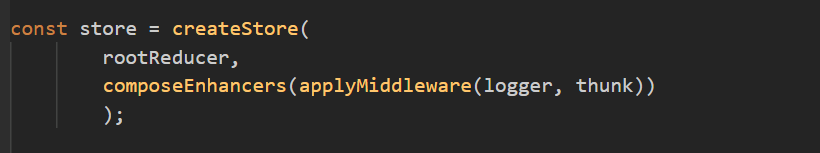 const store = createStore(
rootReducer,
composeEnhancers(applyMiddleware(logger, thunk))
);